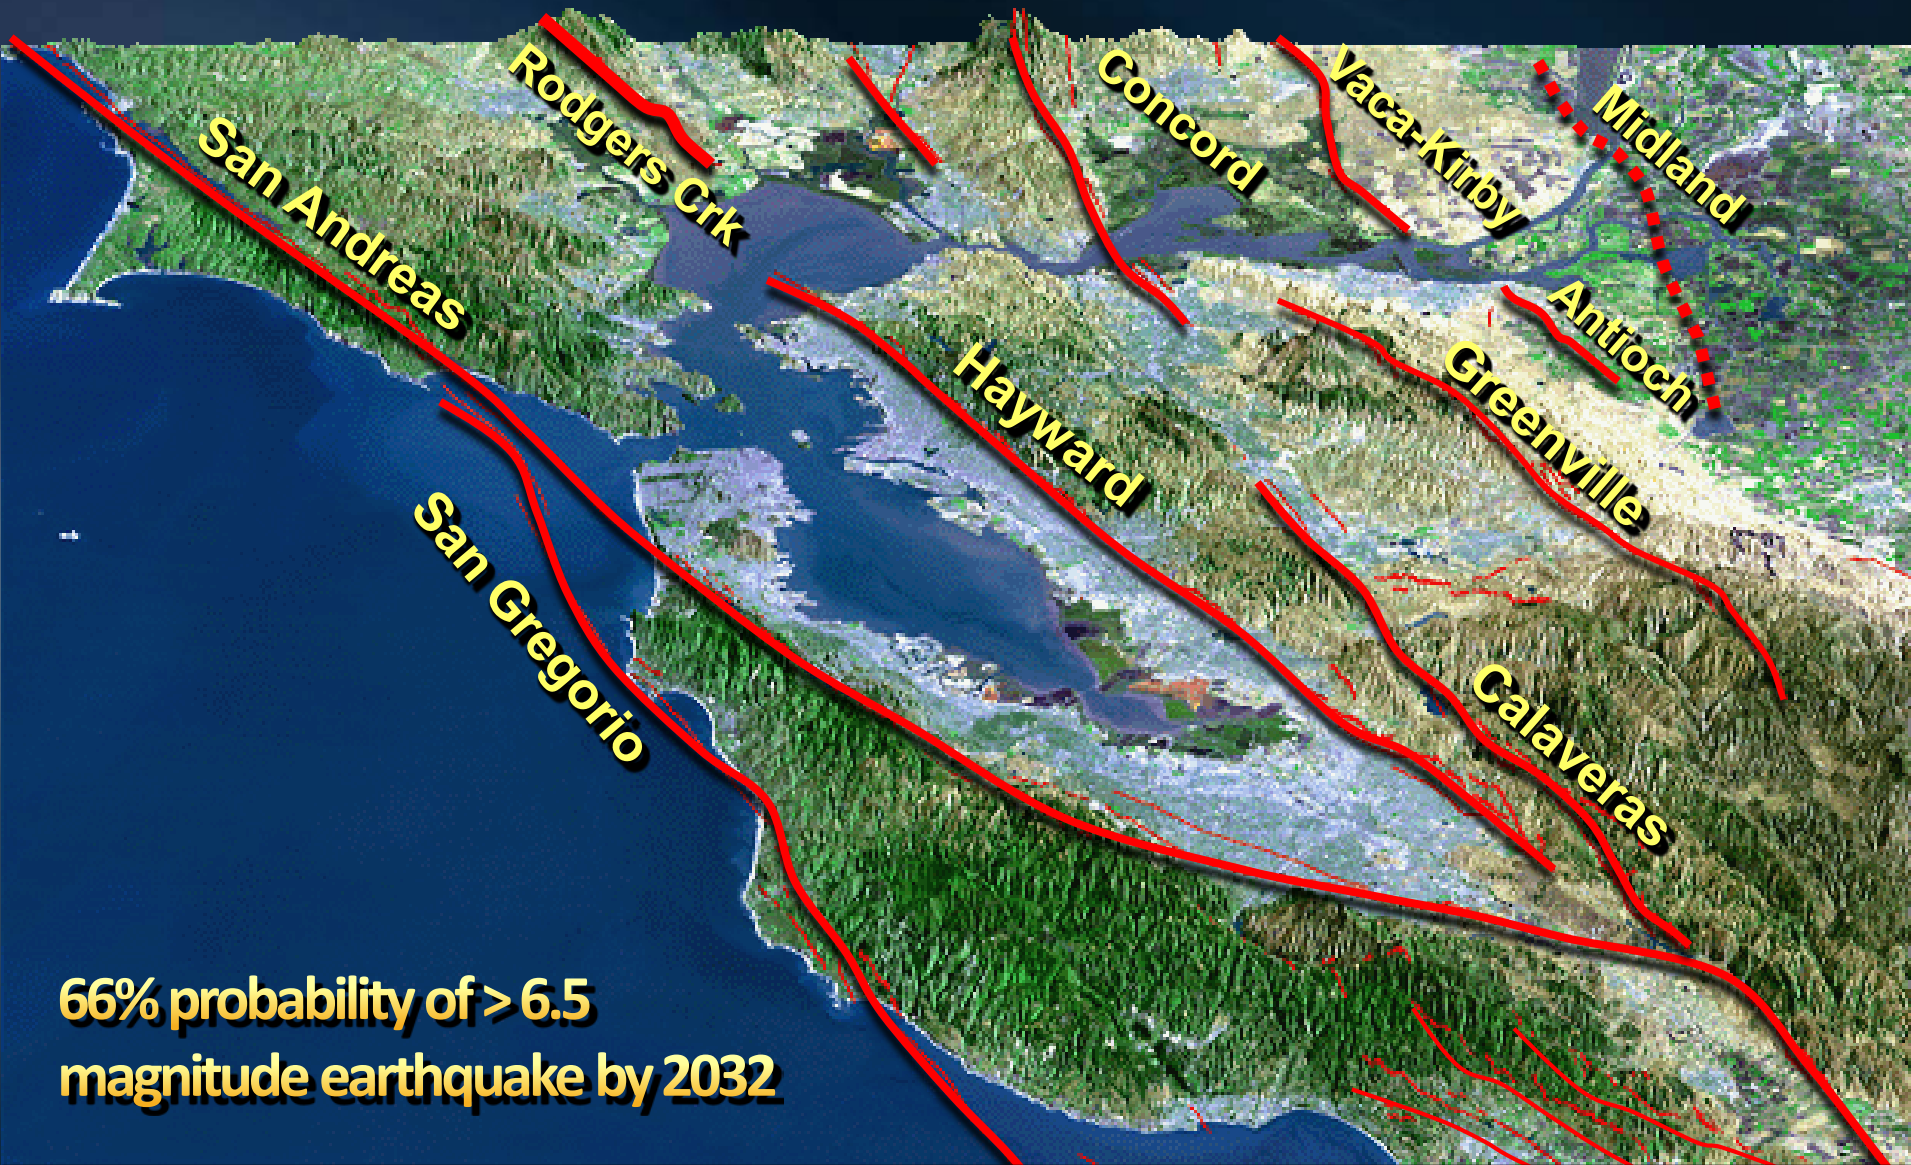 Rodgers Crk
Concord
Vaca-Kirby
Midland
San Andreas
Antioch
Hayward
Greenville
San Gregorio
Calaveras
66% probability of > 6.5
magnitude earthquake by 2032